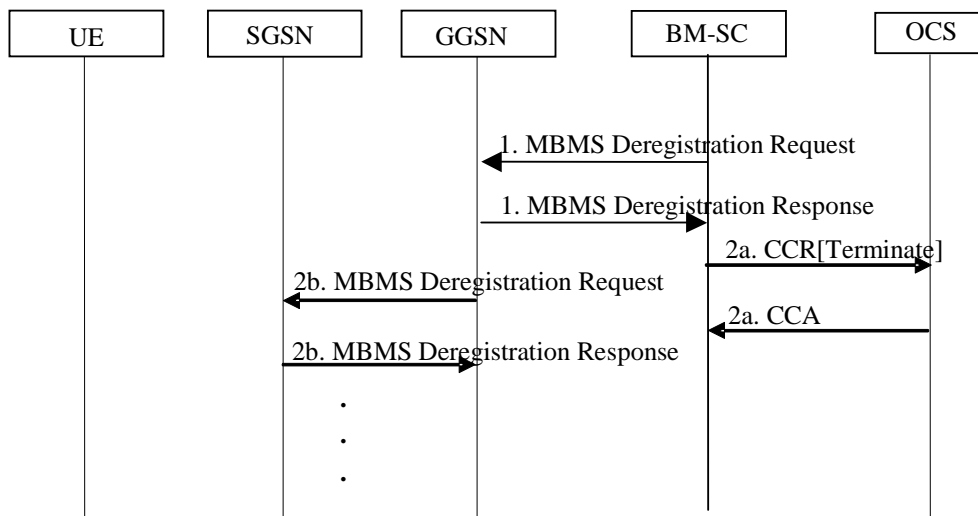 UE
SGSN
GGSN
BM-SC
OCS
1. MBMS Deregistration Request
1. MBMS Deregistration Response
2a. CCR[Terminate]
2b. MBMS Deregistration Request
2a. CCA
2b. MBMS Deregistration Response